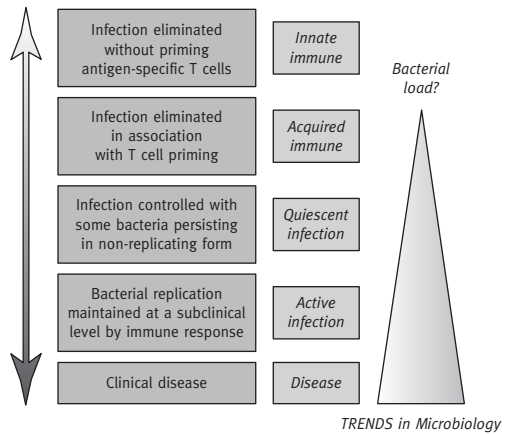 Infection eliminated
without priming
antigen-specific T cells
Innate
immune
Bacterial
load?
Infection eliminated
in association
with T cell priming
Acquired
immune
Infection controlled with
some bacteria persisting
in non-replicating form
Quiescent
infection
Bacterial replication
maintained at a subclinical
level by immune response
Active
infection
Clinical disease
Disease
TRENDS in Microbiology